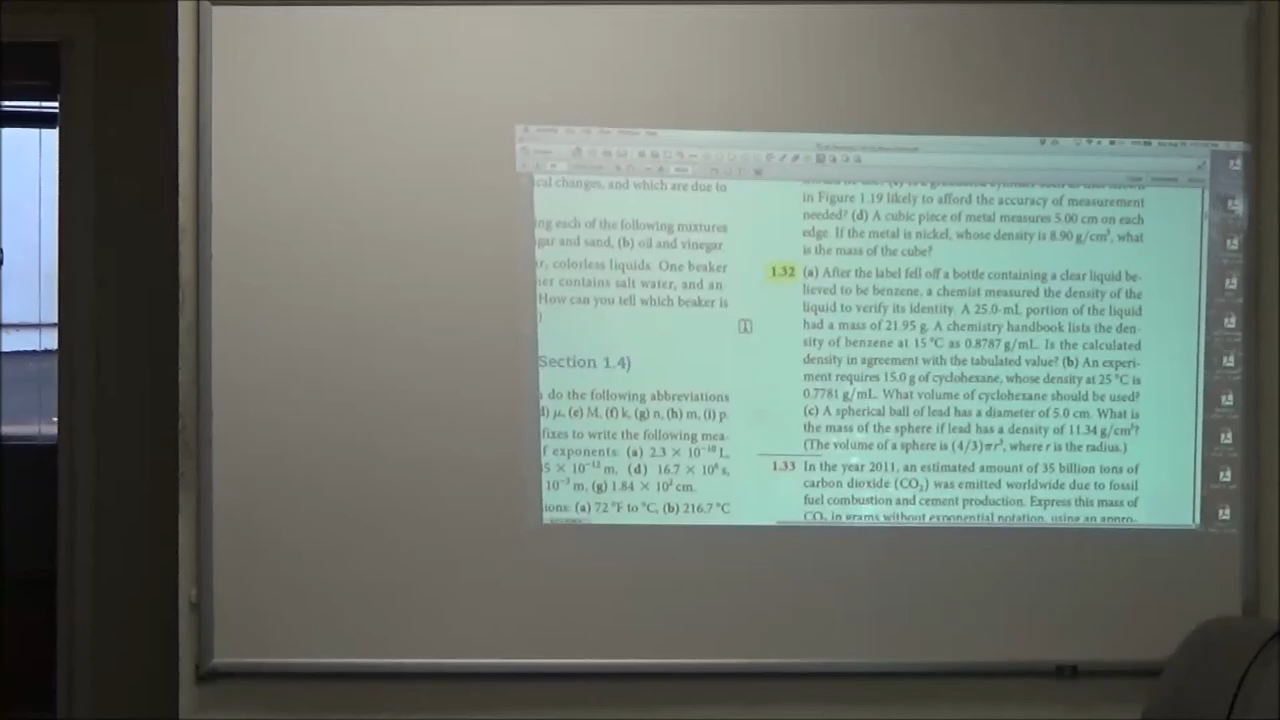 ical changes, and which are due to
ing each of the following mixtures
gar and sand, (b) oil and vinegar
r, colorless liquids. One beaker
her contains salt water, and an-
How can you tell which beaker is
Section 1.4)
do the following abbreviations
d) μ, (e) M, (f) k, (g) n, (h) m, (i) p.
fixes to write the following mea-
f exponents: (a) 2.3 × 10⁻¹⁰ L,
5 × 10⁻¹² m, (d) 16.7 × 10⁶ s,
10⁻³ m, (g) 1.84 × 10² cm.
ions: (a) 72 °F to °C, (b) 216.7 °C
in Figure 1.19 likely to afford the accuracy of measurement
needed? (d) A cubic piece of metal measures 5.00 cm on each
edge. If the metal is nickel, whose density is 8.90 g/cm³, what
is the mass of the cube?
1.32 (a) After the label fell off a bottle containing a clear liquid be-
lieved to be benzene, a chemist measured the density of the
liquid to verify its identity. A 25.0-mL portion of the liquid
had a mass of 21.95 g. A chemistry handbook lists the den-
sity of benzene at 15 °C as 0.8787 g/mL. Is the calculated
density in agreement with the tabulated value? (b) An experi-
ment requires 15.0 g of cyclohexane, whose density at 25 °C is
0.7781 g/mL. What volume of cyclohexane should be used?
(c) A spherical ball of lead has a diameter of 5.0 cm. What is
the mass of the sphere if lead has a density of 11.34 g/cm³?
(The volume of a sphere is (4/3)πr³, where r is the radius.)
1.33 In the year 2011, an estimated amount of 35 billion tons of
carbon dioxide (CO₂) was emitted worldwide due to fossil
fuel combustion and cement production. Express this mass of
CO₂ in grams without exponential notation, using an appro-